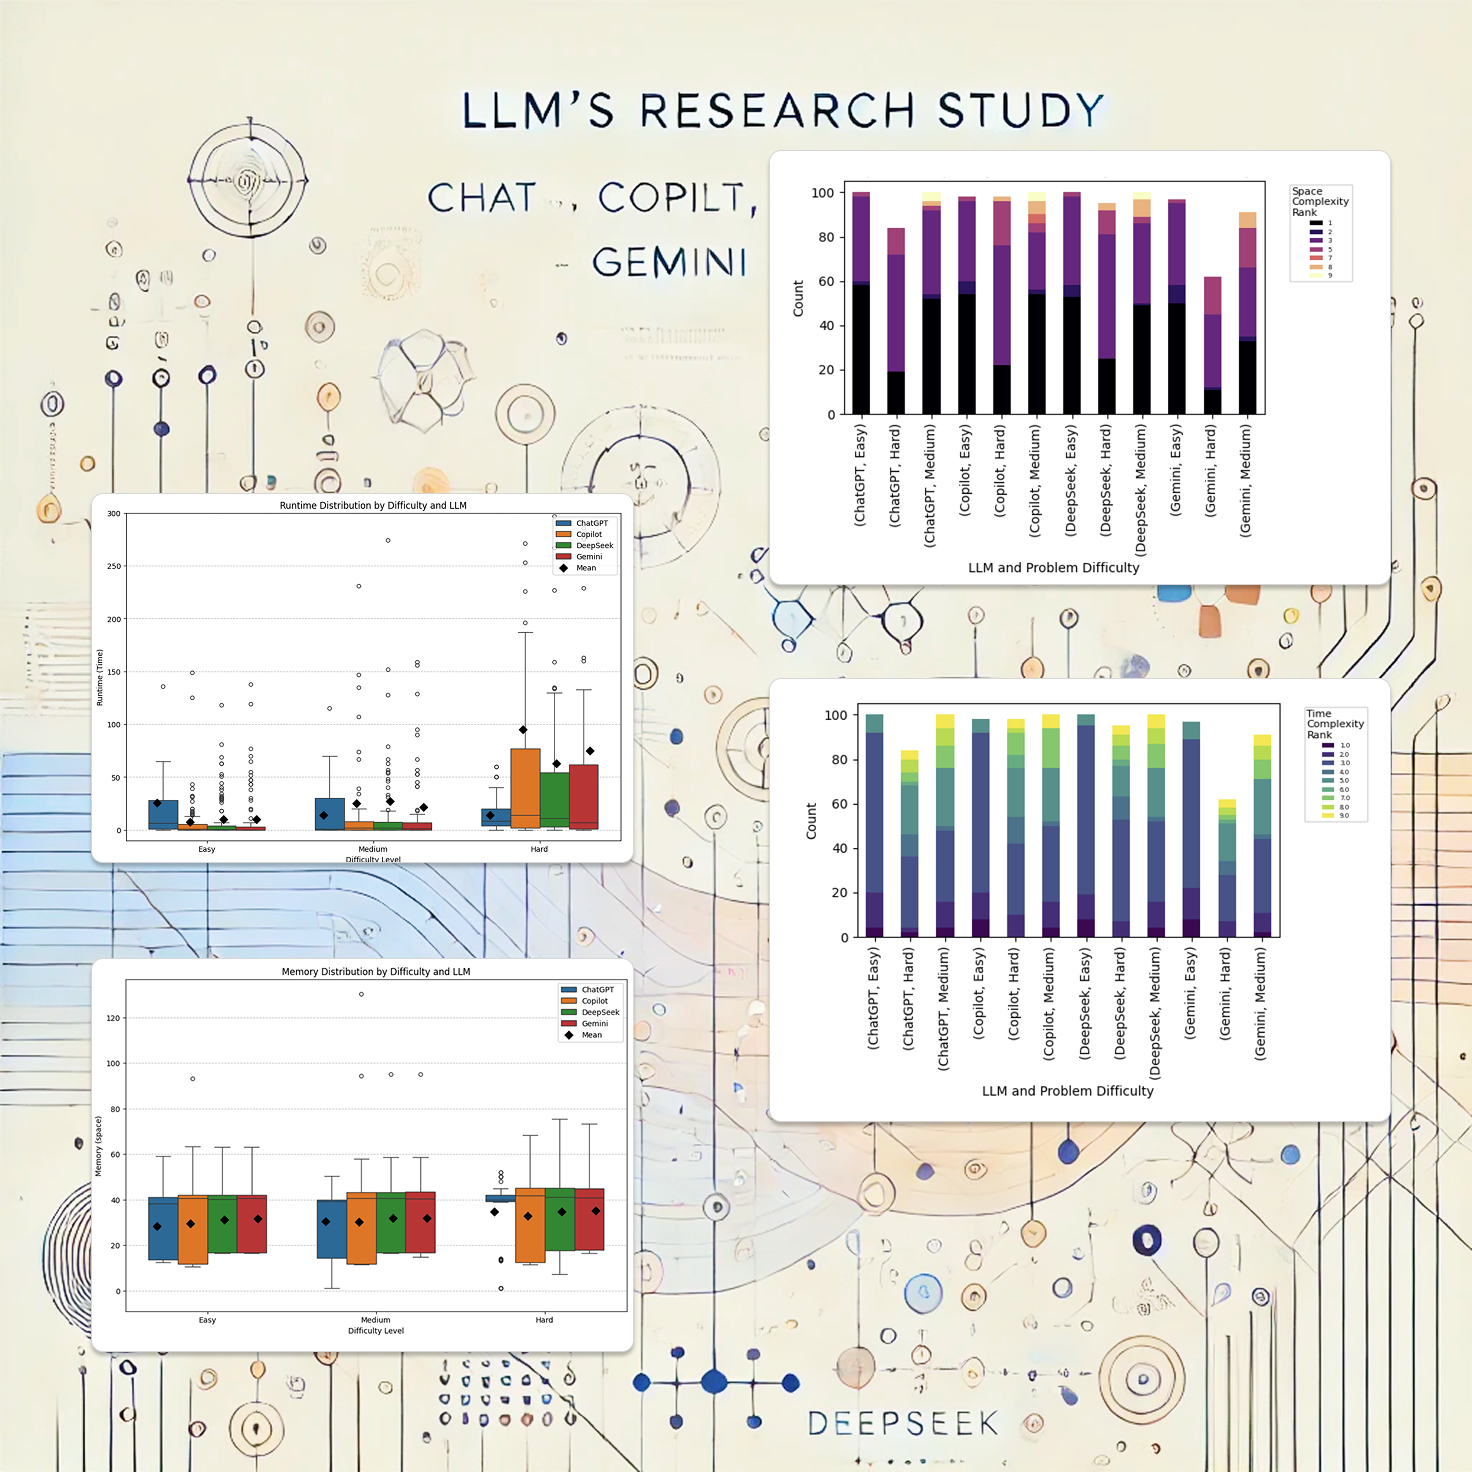 LLM'S RESEARCH STUDY
CHAT , COPILT,
- GEMINI
100
80
60
40
20
0
Count
(ChatGPT, Easy)
(ChatGPT, Hard)
(ChatGPT, Medium)
(Copilot, Easy)
(Copilot, Hard)
(Copilot, Medium)
(DeepSeek, Easy)
(DeepSeek, Hard)
(DeepSeek, Medium)
(Gemini, Easy)
(Gemini, Hard)
(Gemini, Medium)
LLM and Problem Difficulty
Space
Complexity
Rank
1
2
3
5
7
8
9
Runtime Distribution by Difficulty and LLM
300
250
200
150
100
50
0
Runtime (Time)
ChatGPT
Copilot
DeepSeek
Gemini
Mean
Easy
Medium
Hard
Difficulty Level
100
80
60
40
20
0
Count
(ChatGPT, Easy)
(ChatGPT, Hard)
(ChatGPT, Medium)
(Copilot, Easy)
(Copilot, Hard)
(Copilot, Medium)
(DeepSeek, Easy)
(DeepSeek, Hard)
(DeepSeek, Medium)
(Gemini, Easy)
(Gemini, Hard)
(Gemini, Medium)
LLM and Problem Difficulty
Time
Complexity
Rank
1.0
2.0
3.0
4.0
5.0
6.0
7.0
8.0
9.0
Memory Distribution by Difficulty and LLM
120
100
80
60
40
20
0
Memory (space)
ChatGPT
Copilot
DeepSeek
Gemini
Mean
Easy
Medium
Hard
Difficulty Level
DEEPSEEK